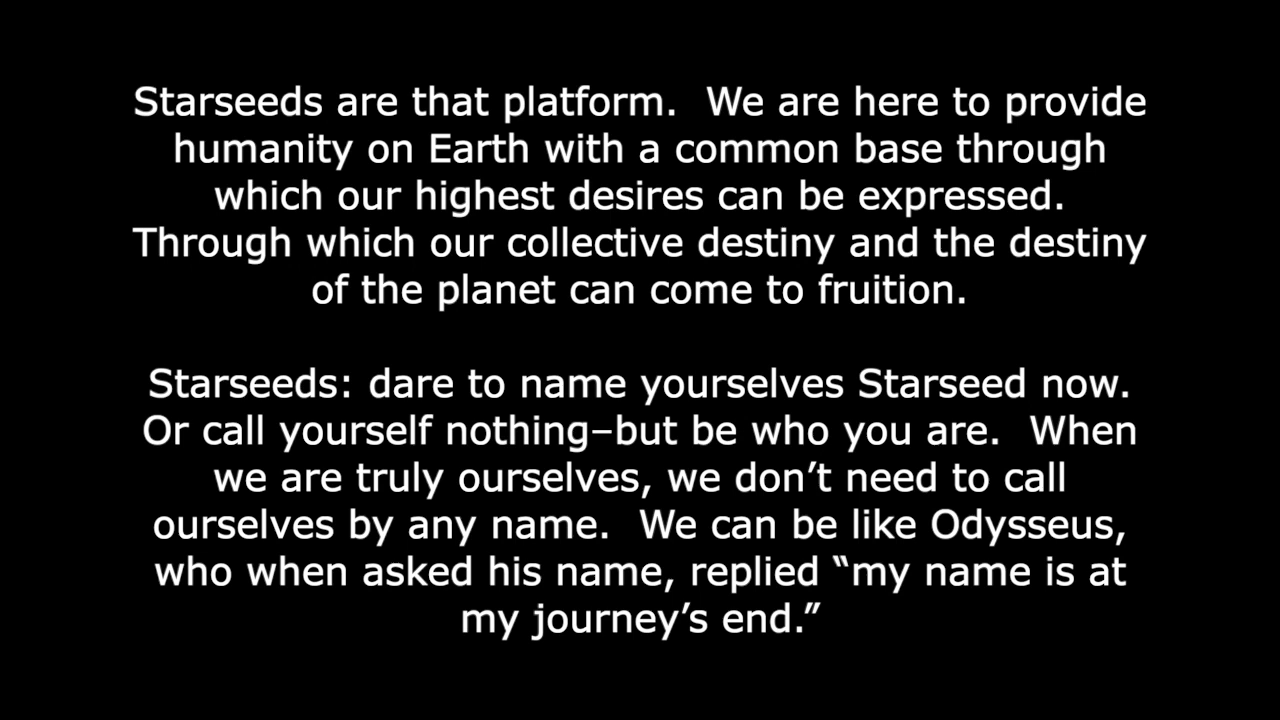 Starseeds are that platform.  We are here to provide
humanity on Earth with a common base through
which our highest desires can be expressed.
Through which our collective destiny and the destiny
of the planet can come to fruition.
Starseeds: dare to name yourselves Starseed now.
Or call yourself nothing–but be who you are.  When
we are truly ourselves, we don’t need to call
ourselves by any name.  We can be like Odysseus,
who when asked his name, replied “my name is at
my journey’s end.”